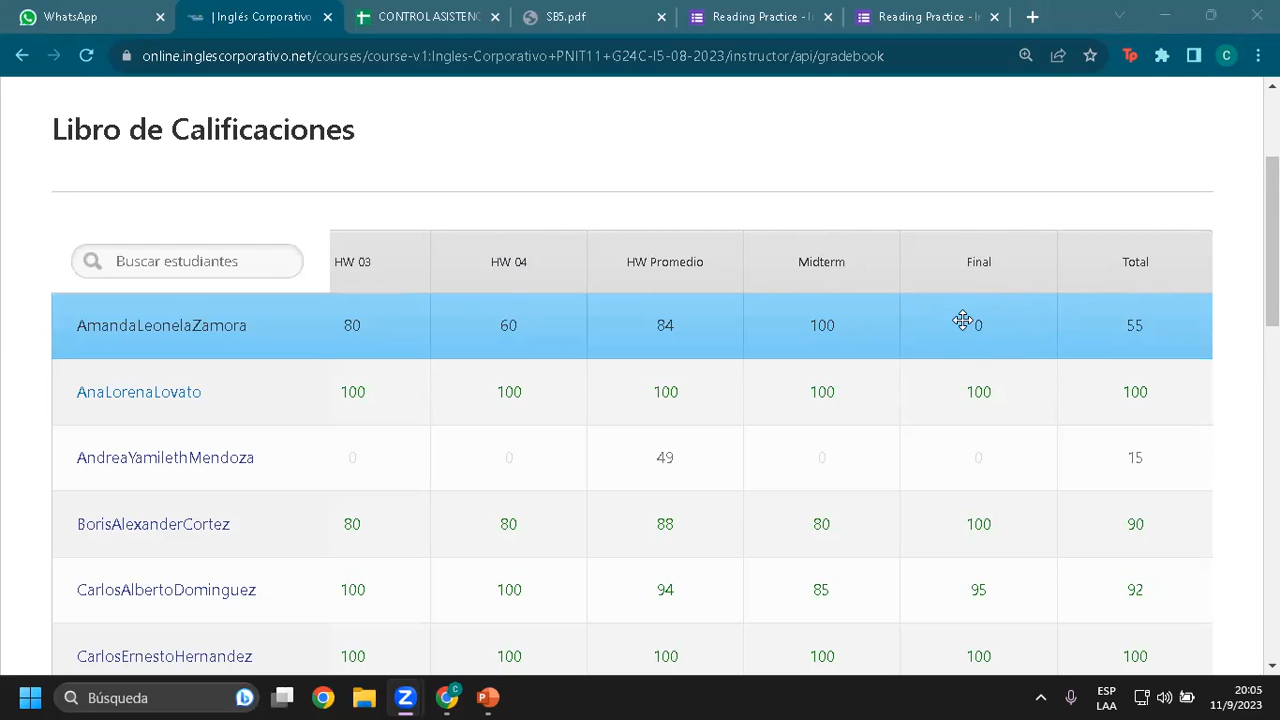 WhatsApp
| Inglés Corporativo
CONTROL ASISTENC
SB5.pdf
Reading Practice - I
Reading Practice - I
online.inglescorporativo.net/courses/course-v1:Ingles-Corporativo+PNIT11+G24C-I5-08-2023/instructor/api/gradebook
Tp
C
Libro de Calificaciones
Buscar estudiantes
HW 03 HW 04 HW Promedio Midterm Final Total
AmandaLeonelaZamora 80 60 84 100 0 55
AnaLorenaLovato 100 100 100 100 100 100
AndreaYamilethMendoza 0 0 49 0 0 15
BorisAlexanderCortez 80 80 88 80 100 90
CarlosAlbertoDominguez 100 100 94 85 95 92
CarlosErnestoHernandez 100 100 100 100 100 100
Búsqueda
ESP
LAA
20:05
11/9/2023